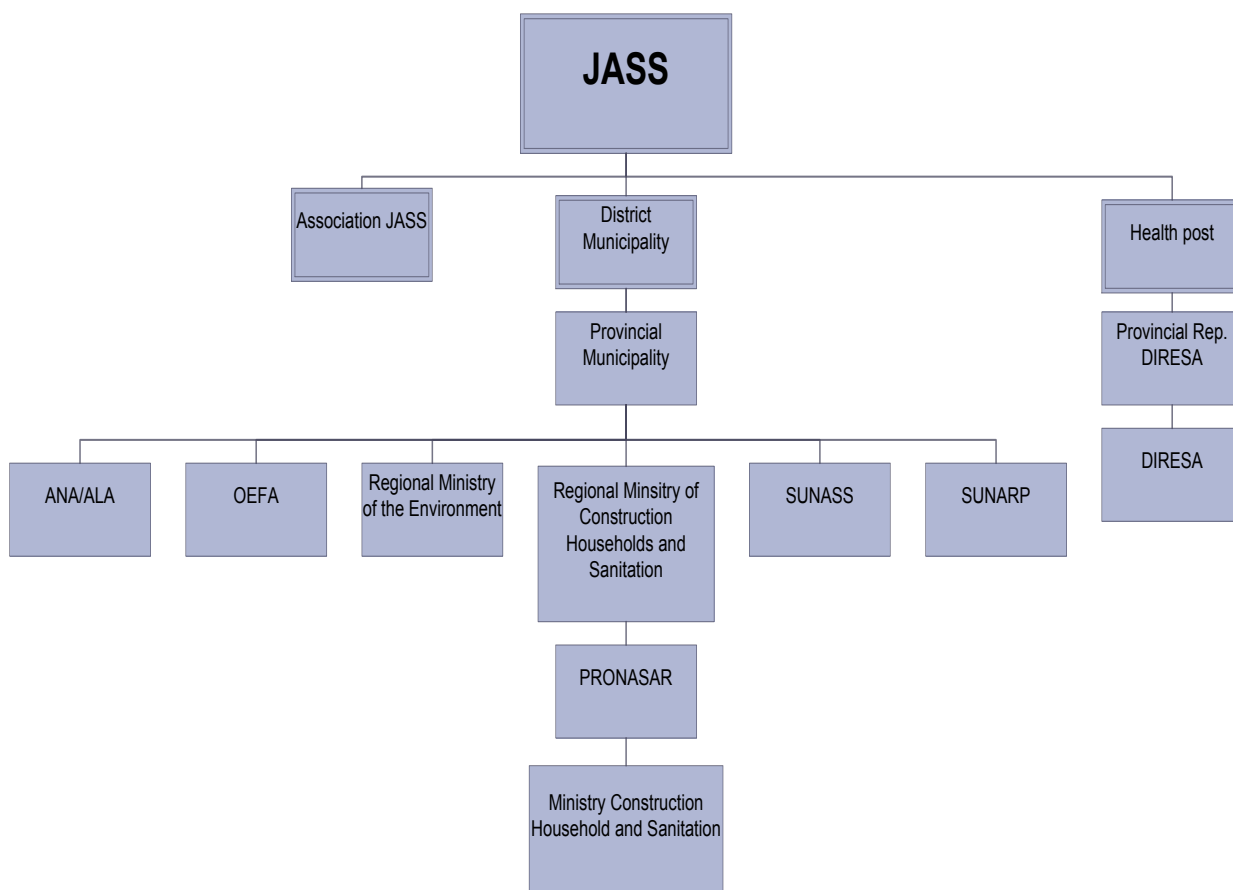 JASS
Association JASS
District
Municipality
Health post
Provincial
Municipality
Provincial Rep.
DIRESA
ANA/ALA
OEFA
Regional Ministry
of the Environment
Regional Minsitry of
Construction
Households and
Sanitation
SUNASS
SUNARP
DIRESA
PRONASAR
Ministry Construction
Household and Sanitation